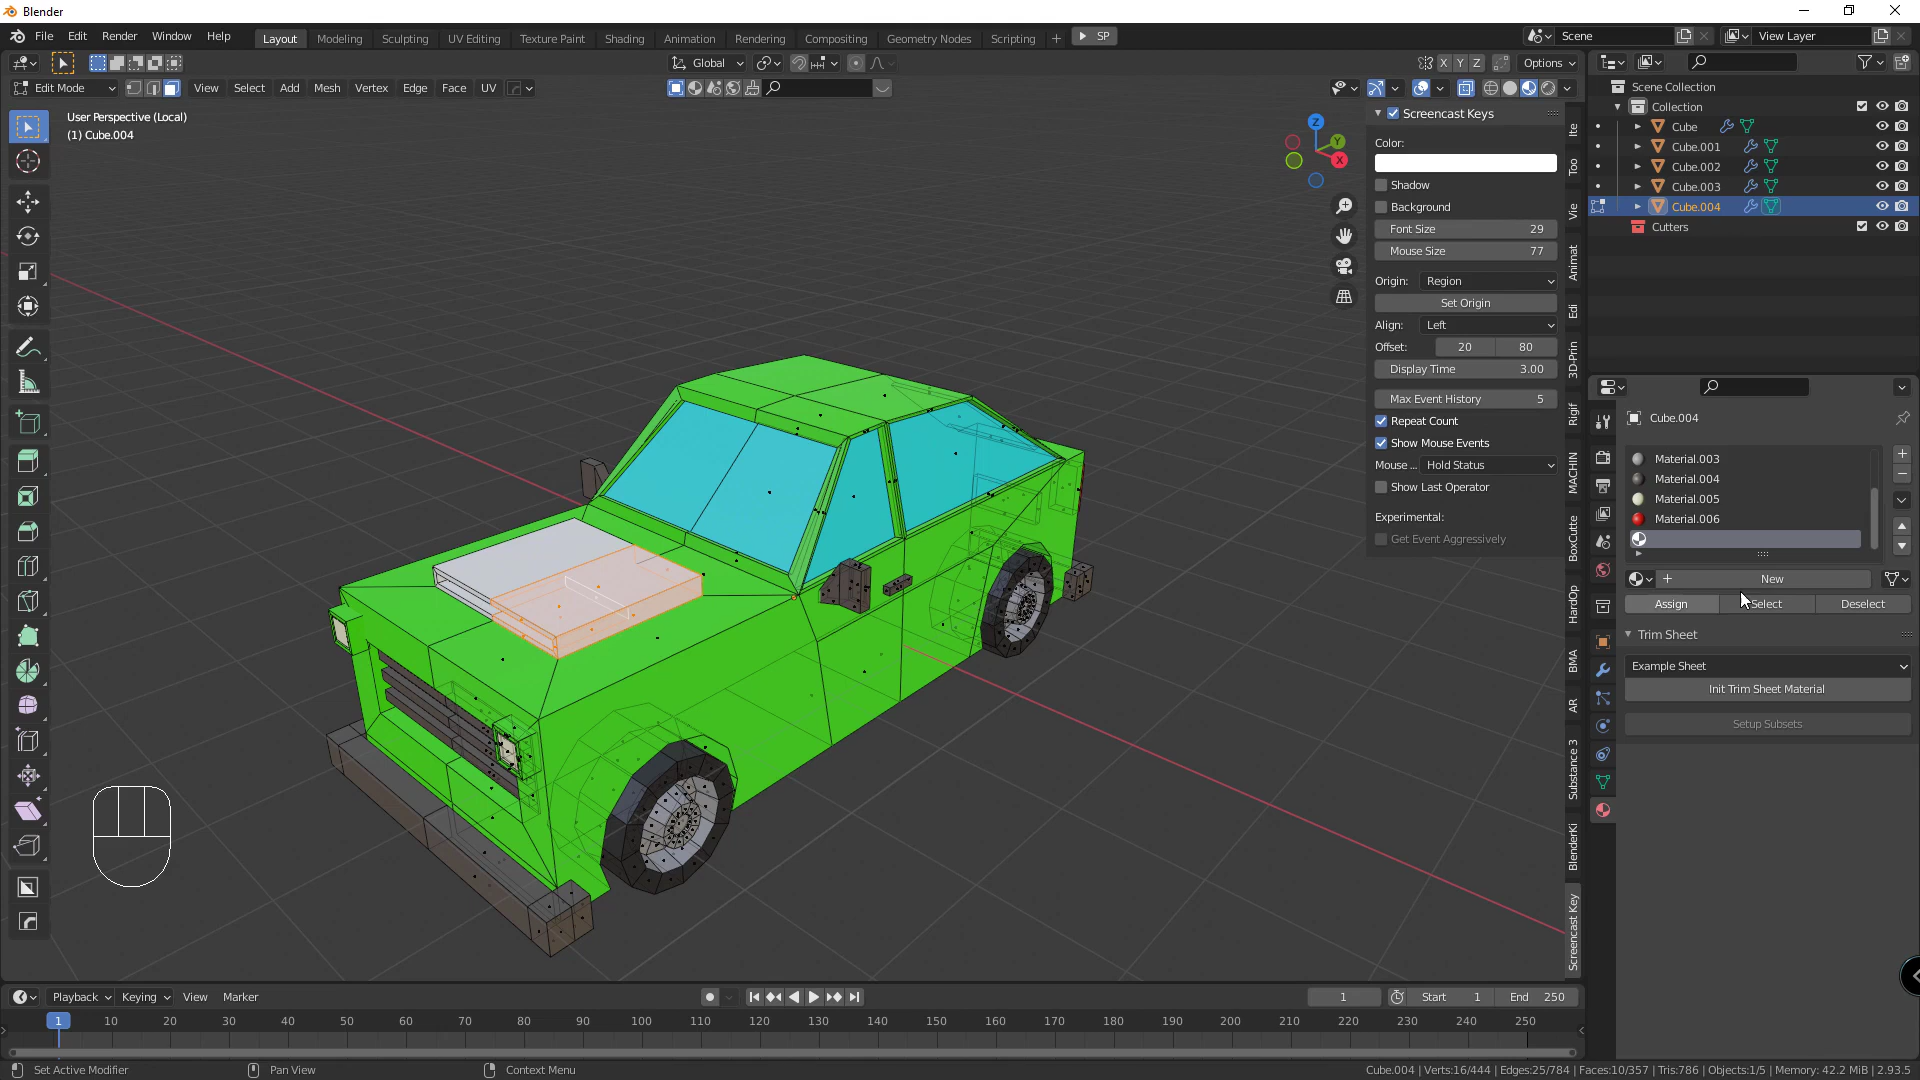 Blender
File Edit Render Window Help
Layout Modeling Sculpting UV Editing Texture Paint Shading Animation Rendering Compositing Geometry Nodes Scripting SP
Scene View Layer
Global X Y Z Options
Edit Mode View Select Add Mesh Vertex Edge Face UV
User Perspective (Local)
(1) Cube.004
Z
Y
X
Screencast Keys
Color:
Shadow
Background
Font Size 29
Mouse Size 77
Origin: Region
Set Origin
Align: Left
Offset: 20 80
Display Time 3.00
Max Event History 5
Repeat Count
Show Mouse Events
Mouse ... Hold Status
Show Last Operator
Experimental:
Get Event Aggressively
Ite
Too
Vie
Animat
Edi
3D-Prin
Rigif
MACHIN
BoxCutte
HardOp
BMA
AR
Substance 3
BlenderKi
Screencast Key
Scene Collection
Collection
Cube
Cube.001
Cube.002
Cube.003
Cube.004
Cutters
Cube.004
Material.003
Material.004
Material.005
Material.006
New
Assign Select Deselect
Trim Sheet
Example Sheet
Init Trim Sheet Material
Setup Subsets
Playback Keying View Marker 1 Start 1 End 250
1 10 20 30 40 50 60 70 80 90 100 110 120 130 140 150 160 170 180 190 200 210 220 230 240 250
Set Active Modifier Pan View Context Menu Cube.004 | Verts:16/444 | Edges:25/784 | Faces:10/357 | Tris:786 | Objects:1/5 | Memory: 42.2 MiB | 2.93.5